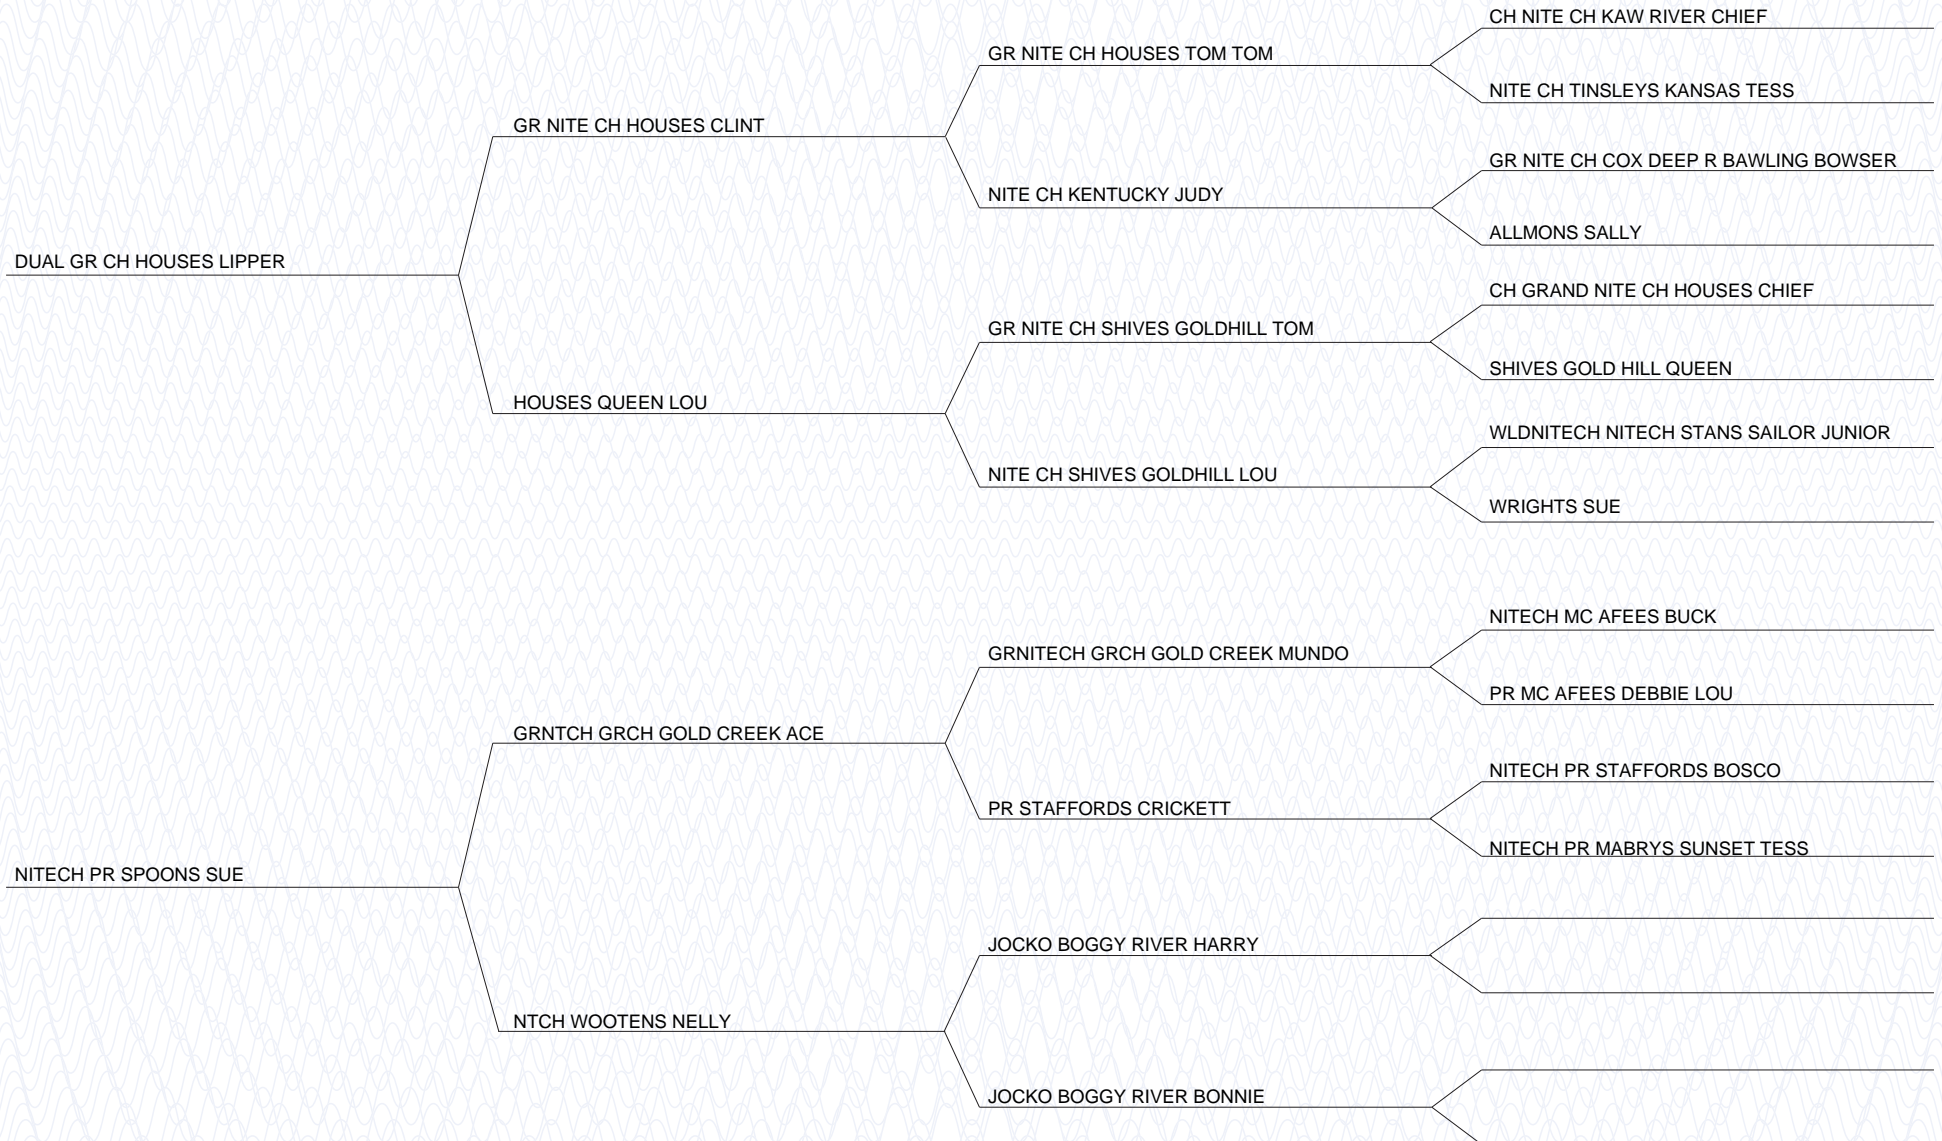 CH NITE CH KAW RIVER CHIEF
GR NITE CH HOUSES TOM TOM
NITE CH TINSLEYS KANSAS TESS
GR NITE CH HOUSES CLINT
GR NITE CH COX DEEP R BAWLING BOWSER
NITE CH KENTUCKY JUDY
ALLMONS SALLY
DUAL GR CH HOUSES LIPPER
CH GRAND NITE CH HOUSES CHIEF
GR NITE CH SHIVES GOLDHILL TOM
SHIVES GOLD HILL QUEEN
HOUSES QUEEN LOU
WLDNITECH NITECH STANS SAILOR JUNIOR
NITE CH SHIVES GOLDHILL LOU
WRIGHTS SUE
NITECH MC AFEES BUCK
GRNITECH GRCH GOLD CREEK MUNDO
PR MC AFEES DEBBIE LOU
GRNTCH GRCH GOLD CREEK ACE
NITECH PR STAFFORDS BOSCO
PR STAFFORDS CRICKETT
NITECH PR MABRYS SUNSET TESS
NITECH PR SPOONS SUE
JOCKO BOGGY RIVER HARRY
NTCH WOOTENS NELLY
JOCKO BOGGY RIVER BONNIE